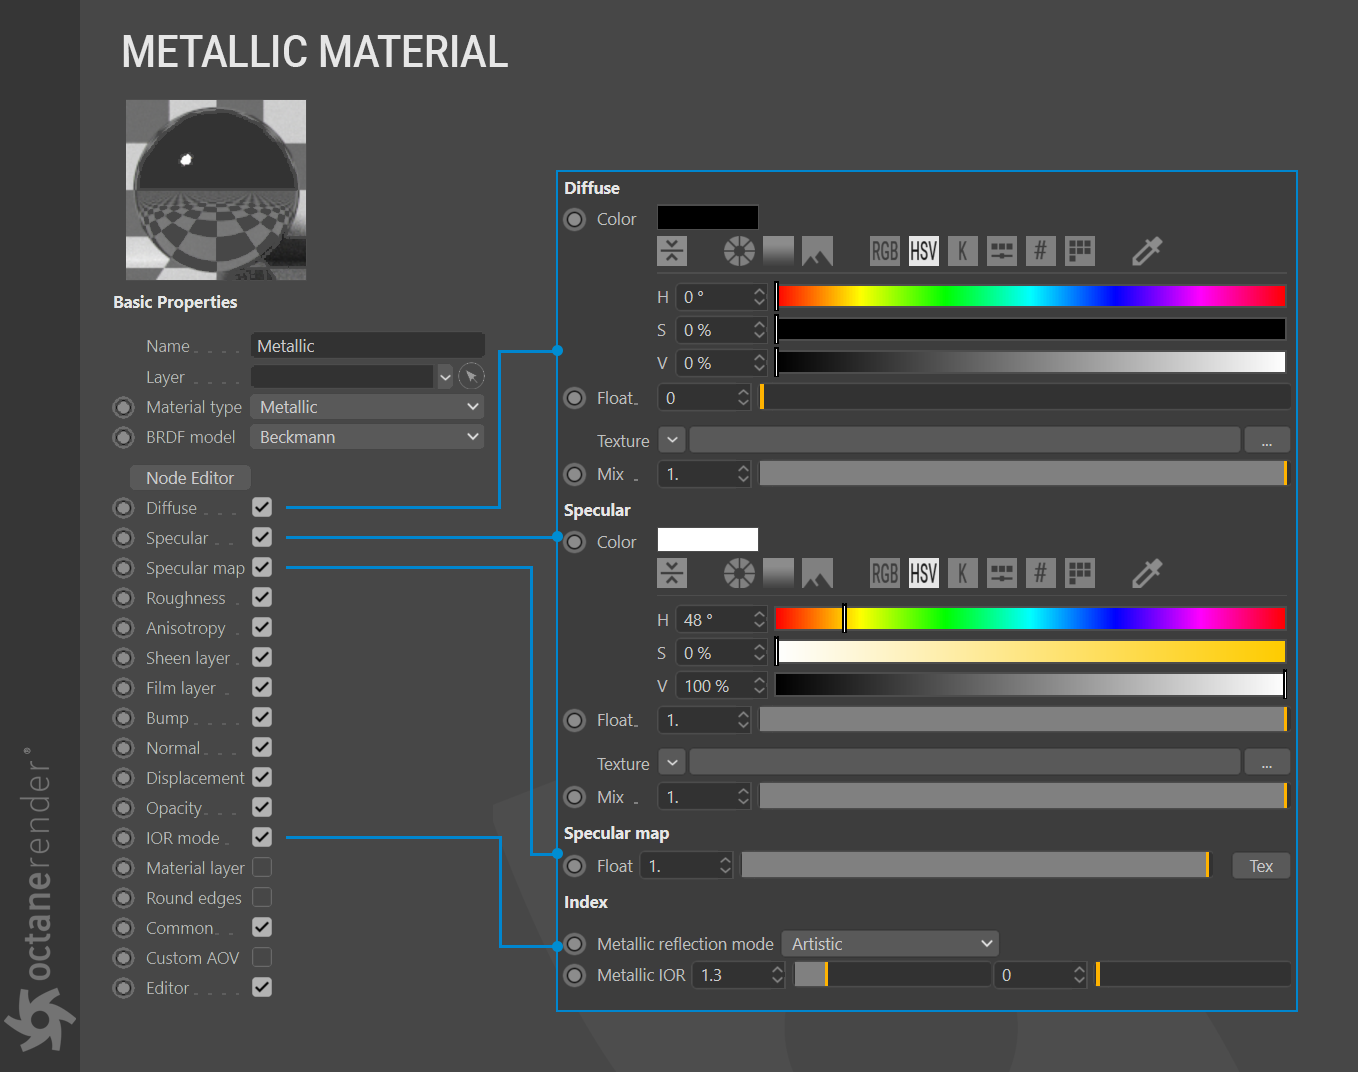 METALLIC MATERIAL
Basic Properties
Name
Metallic
Layer
Material type
Metallic
BRDF model
Beckmann
Node Editor
Diffuse
Specular
Specular map
Roughness
Anisotropy
Sheen layer
Film layer
Bump
Normal
Displacement
Opacity
IOR mode
Material layer
Round edges
Common
Custom AOV
Editor
Diffuse
Color
RGB HSV K #
H 0 °
S 0 %
V 0 %
Float 0
Texture ...
Mix 1.
Specular
Color
RGB HSV K #
H 48 °
S 0 %
V 100 %
Float 1.
Texture ...
Mix 1.
Specular map
Float 1. Tex
Index
Metallic reflection mode Artistic
Metallic IOR 1.3 0
octanerender®